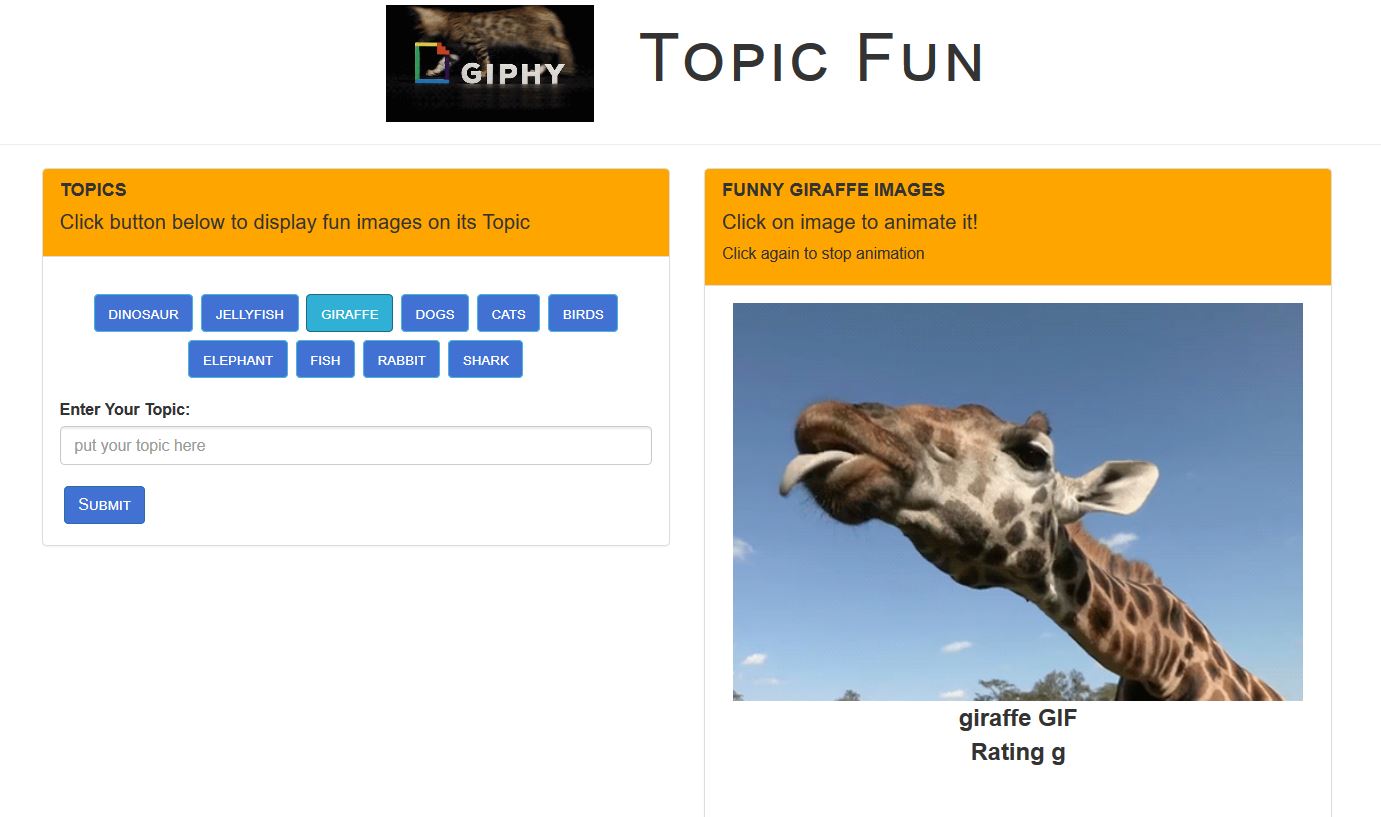 GIPHY
Topic Fun
TOPICS
Click button below to display fun images on its Topic
DINOSAUR JELLYFISH GIRAFFE DOGS CATS BIRDS
ELEPHANT FISH RABBIT SHARK
Enter Your Topic:
put your topic here
Submit
FUNNY GIRAFFE IMAGES
Click on image to animate it!
Click again to stop animation
giraffe GIF
Rating g